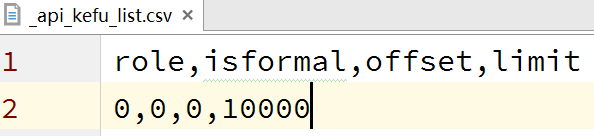 _api_kefu_list.csv
1 role,isformal,offset,limit
2 0,0,0,10000